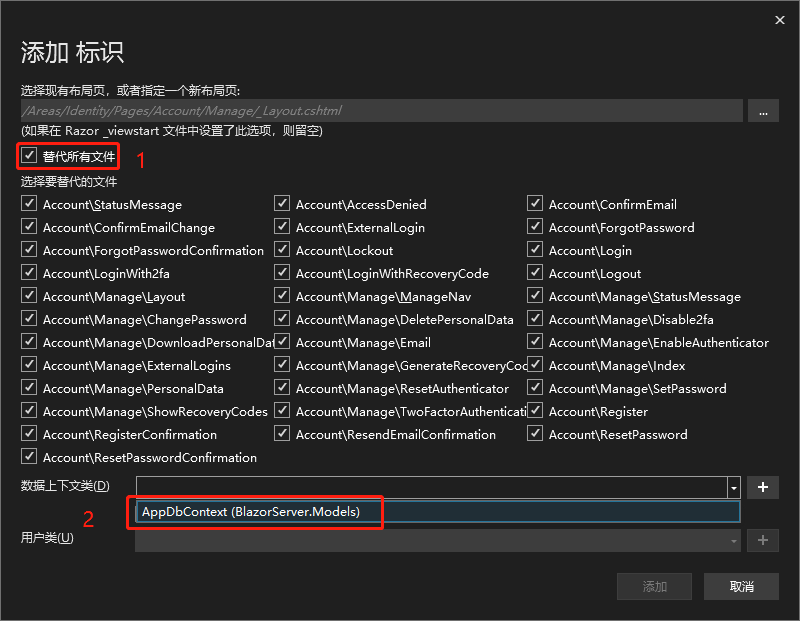 添加 标识
选择现有布局页，或者指定一个新布局页:
/Areas/Identity/Pages/Account/Manage/_Layout.cshtml
...
(如果在 Razor _viewstart 文件中设置了此选项，则留空)
替代所有文件 1
选择要替代的文件
Account\StatusMessage Account\AccessDenied Account\ConfirmEmail
Account\ConfirmEmailChange Account\ExternalLogin Account\ForgotPassword
Account\ForgotPasswordConfirmation Account\Lockout Account\Login
Account\LoginWith2fa Account\LoginWithRecoveryCode Account\Logout
Account\Manage\Layout Account\Manage\ManageNav Account\Manage\StatusMessage
Account\Manage\ChangePassword Account\Manage\DeletePersonalData Account\Manage\Disable2fa
Account\Manage\DownloadPersonalDat Account\Manage\Email Account\Manage\EnableAuthenticator
Account\Manage\ExternalLogins Account\Manage\GenerateRecoveryCoc Account\Manage\Index
Account\Manage\PersonalData Account\Manage\ResetAuthenticator Account\Manage\SetPassword
Account\Manage\ShowRecoveryCodes Account\Manage\TwoFactorAuthenticati Account\Register
Account\RegisterConfirmation Account\ResendEmailConfirmation Account\ResetPassword
Account\ResetPasswordConfirmation
数据上下文类(D)
2 AppDbContext (BlazorServer.Models)
用户类(U)
添加 取消